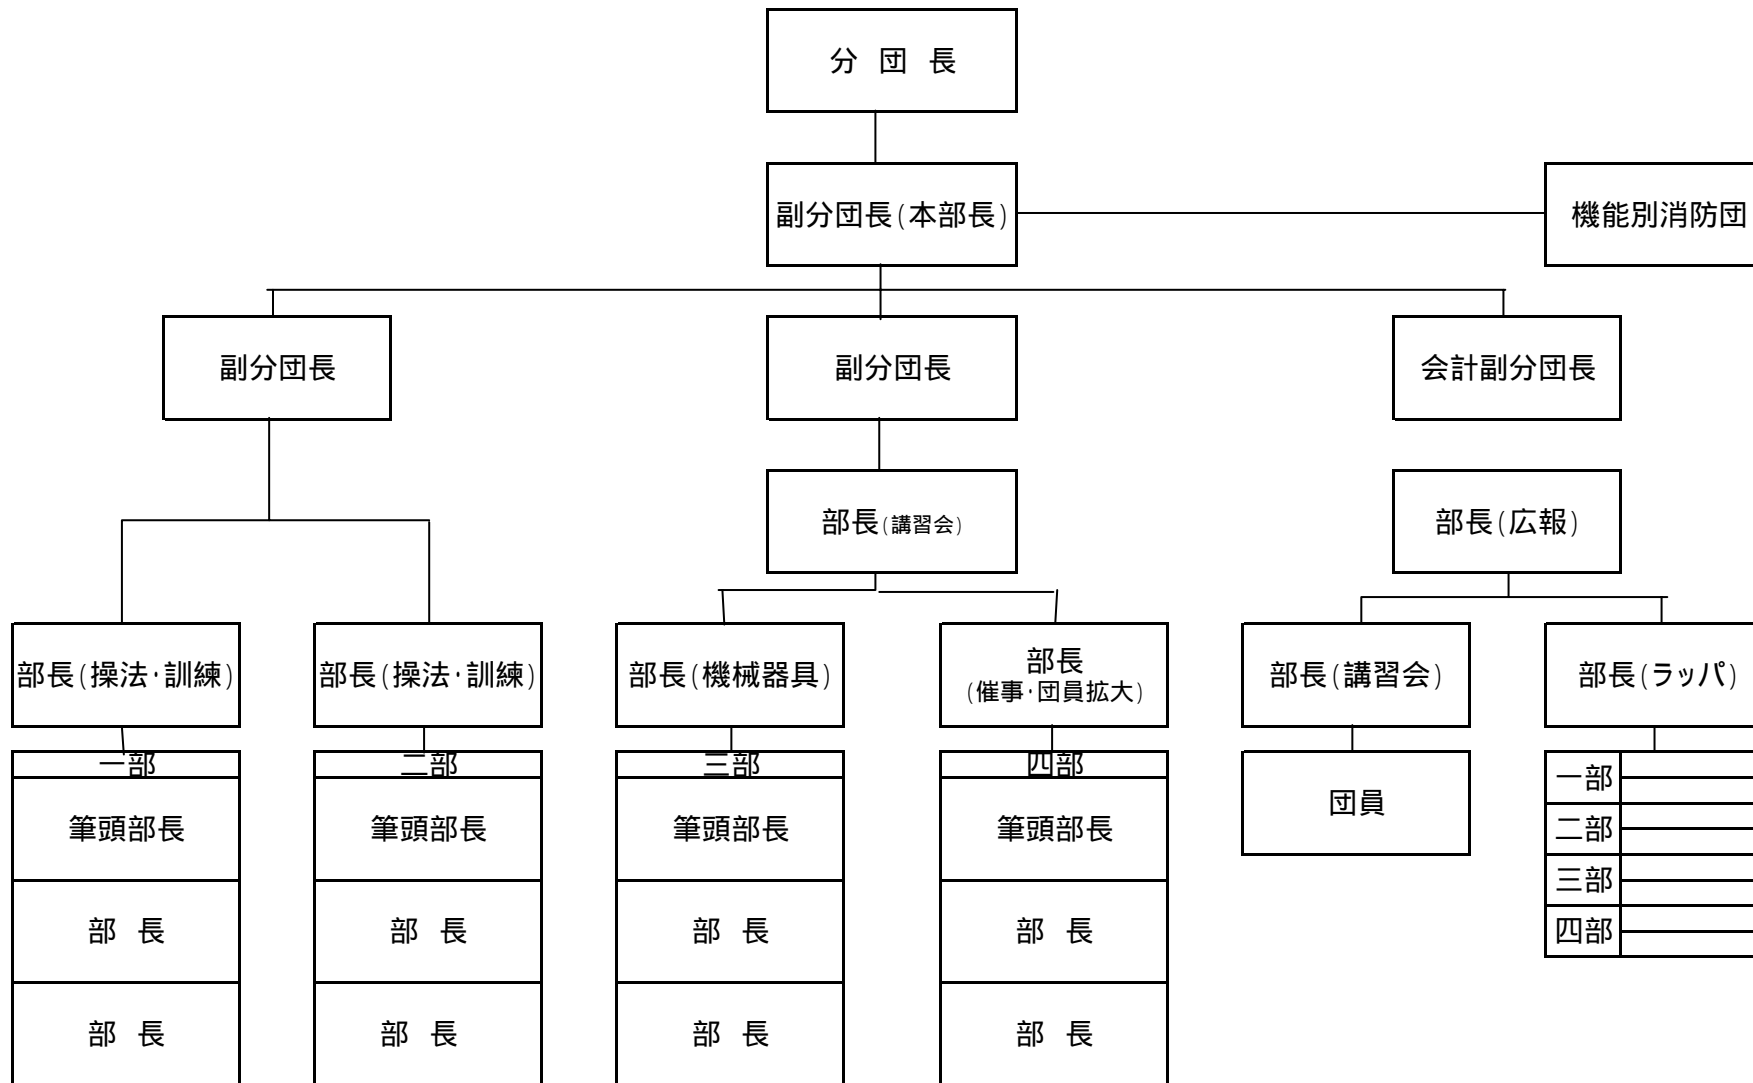 分 団 長
副分団長(本部長)
機能別消防団
副分団長
副分団長
会計副分団長
部長(講習会)
部長(広報)
部長(操法・訓練)
部長(操法・訓練)
部長(機械器具)
部長
(催事・団員拡大)
部長(講習会)
部長(ラッパ)
一部
二部
三部
四部
筆頭部長
筆頭部長
筆頭部長
筆頭部長
団員
一部
二部
三部
四部
部 長
部 長
部 長
部 長
部 長
部 長
部 長
部 長